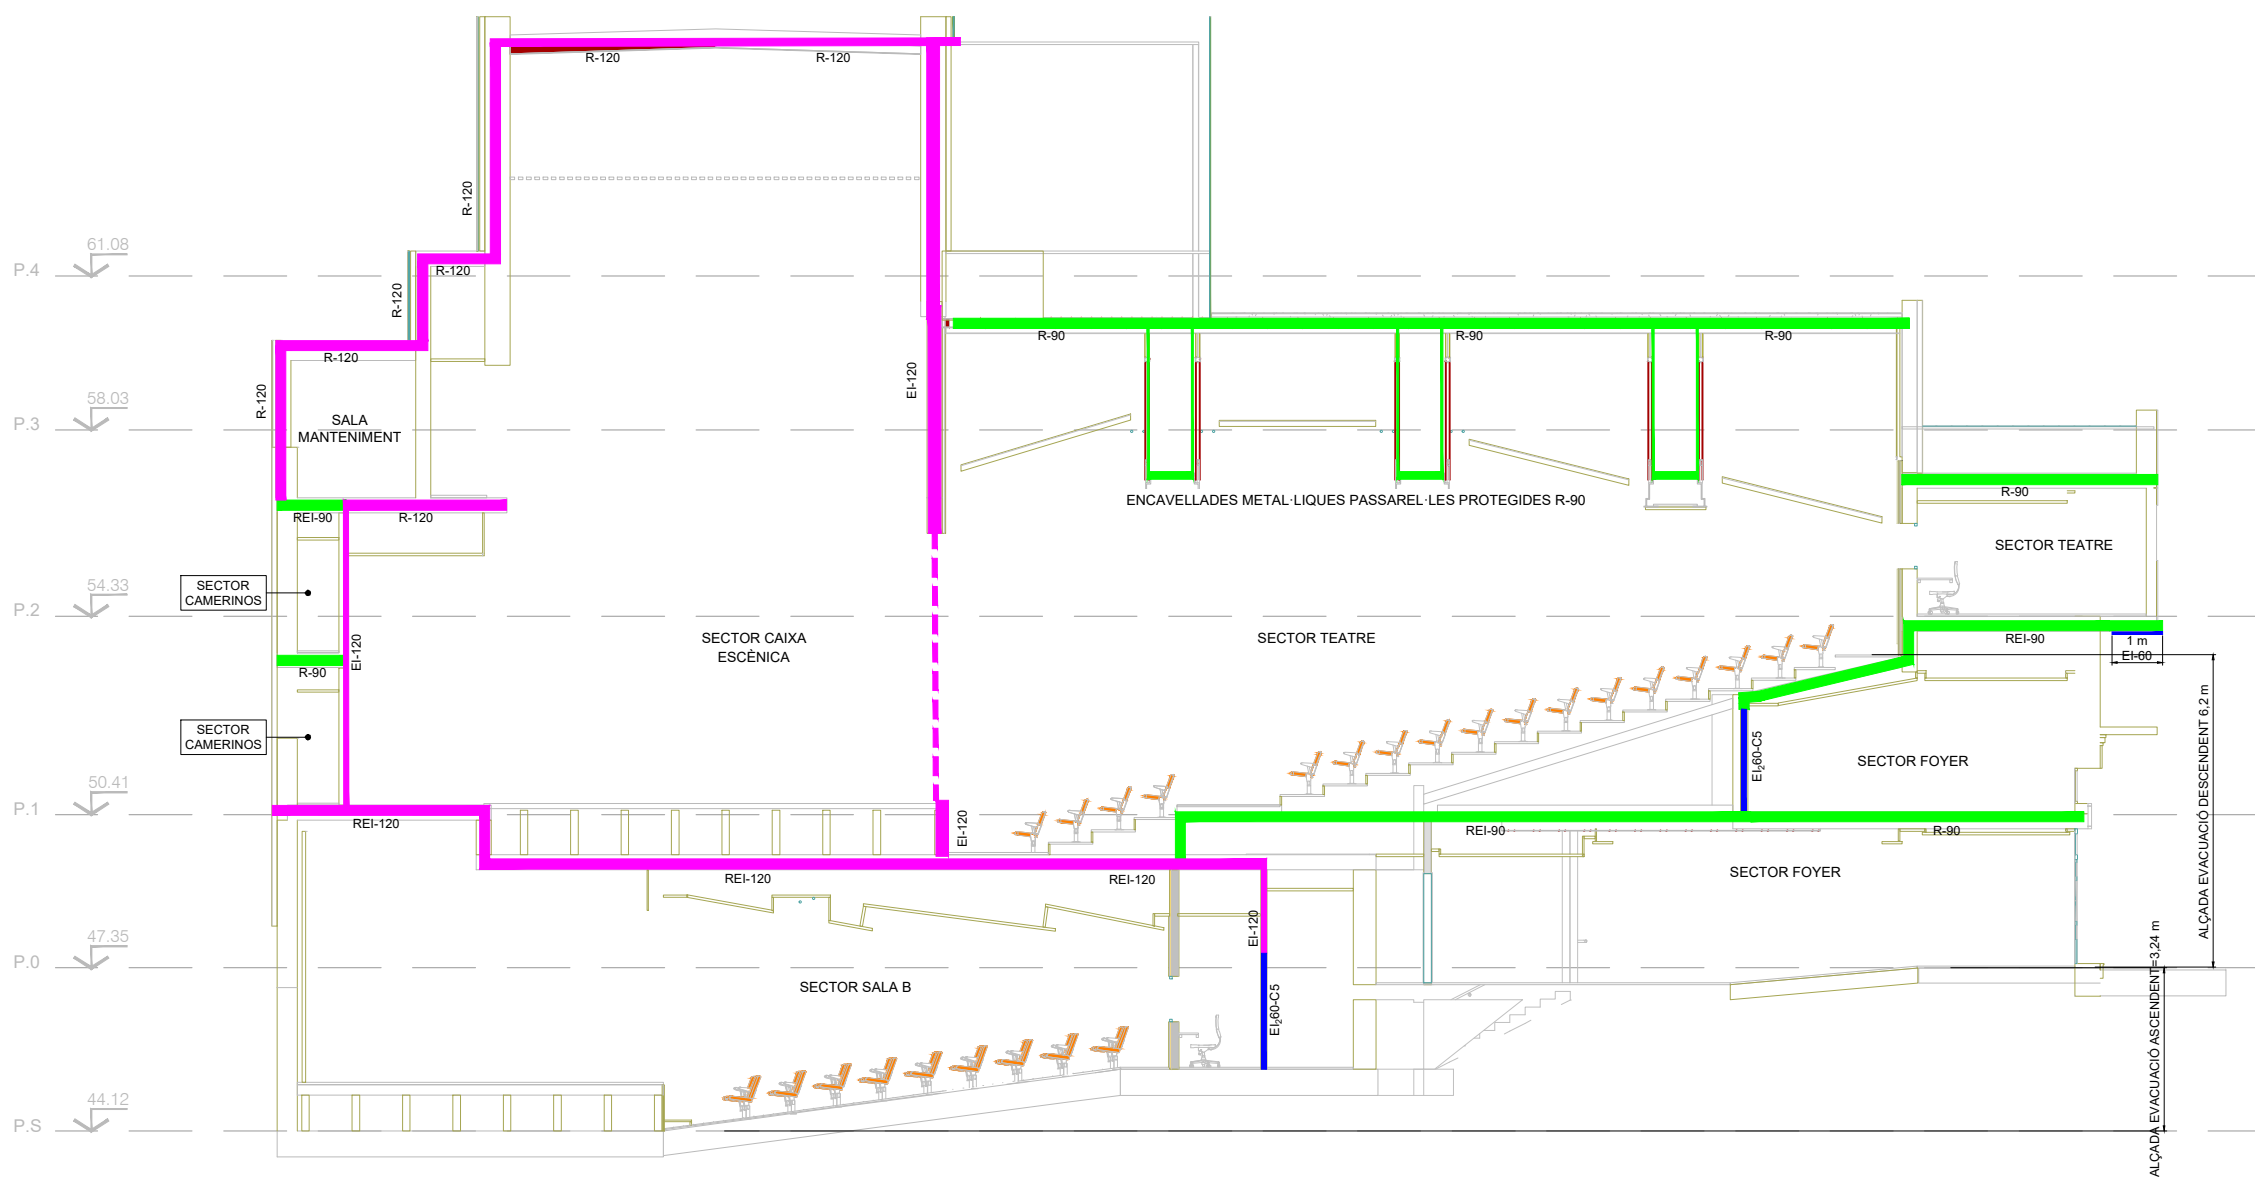 R-120
R-120
R-120
61.08
P.4
R-120
R-120
R-90
R-90
R-90
R-120
EI-120
R-120
58.03
P.3
SALA
MANTENIMENT
R-90
ENCAVELLADES METAL·LIQUES PASSAREL·LES PROTEGIDES R-90
REI-90
R-120
SECTOR TEATRE
SECTOR
CAMERINOS
54.33
P.2
SECTOR CAIXA
ESCÈNICA
SECTOR TEATRE
REI-90
1 m
EI-60
EI-120
R-90
SECTOR
CAMERINOS
EI₂60-C5
SECTOR FOYER
ALÇADA EVACUACIÓ DESCENDENT 6,2 m
50.41
P.1
REI-120
EI-120
REI-90
R-90
REI-120
REI-120
SECTOR FOYER
EI-120
47.35
P.0
SECTOR SALA B
EI₂60-C5
ALÇADA EVACUACIÓ ASCENDENT=3,24 m
44.12
P.S